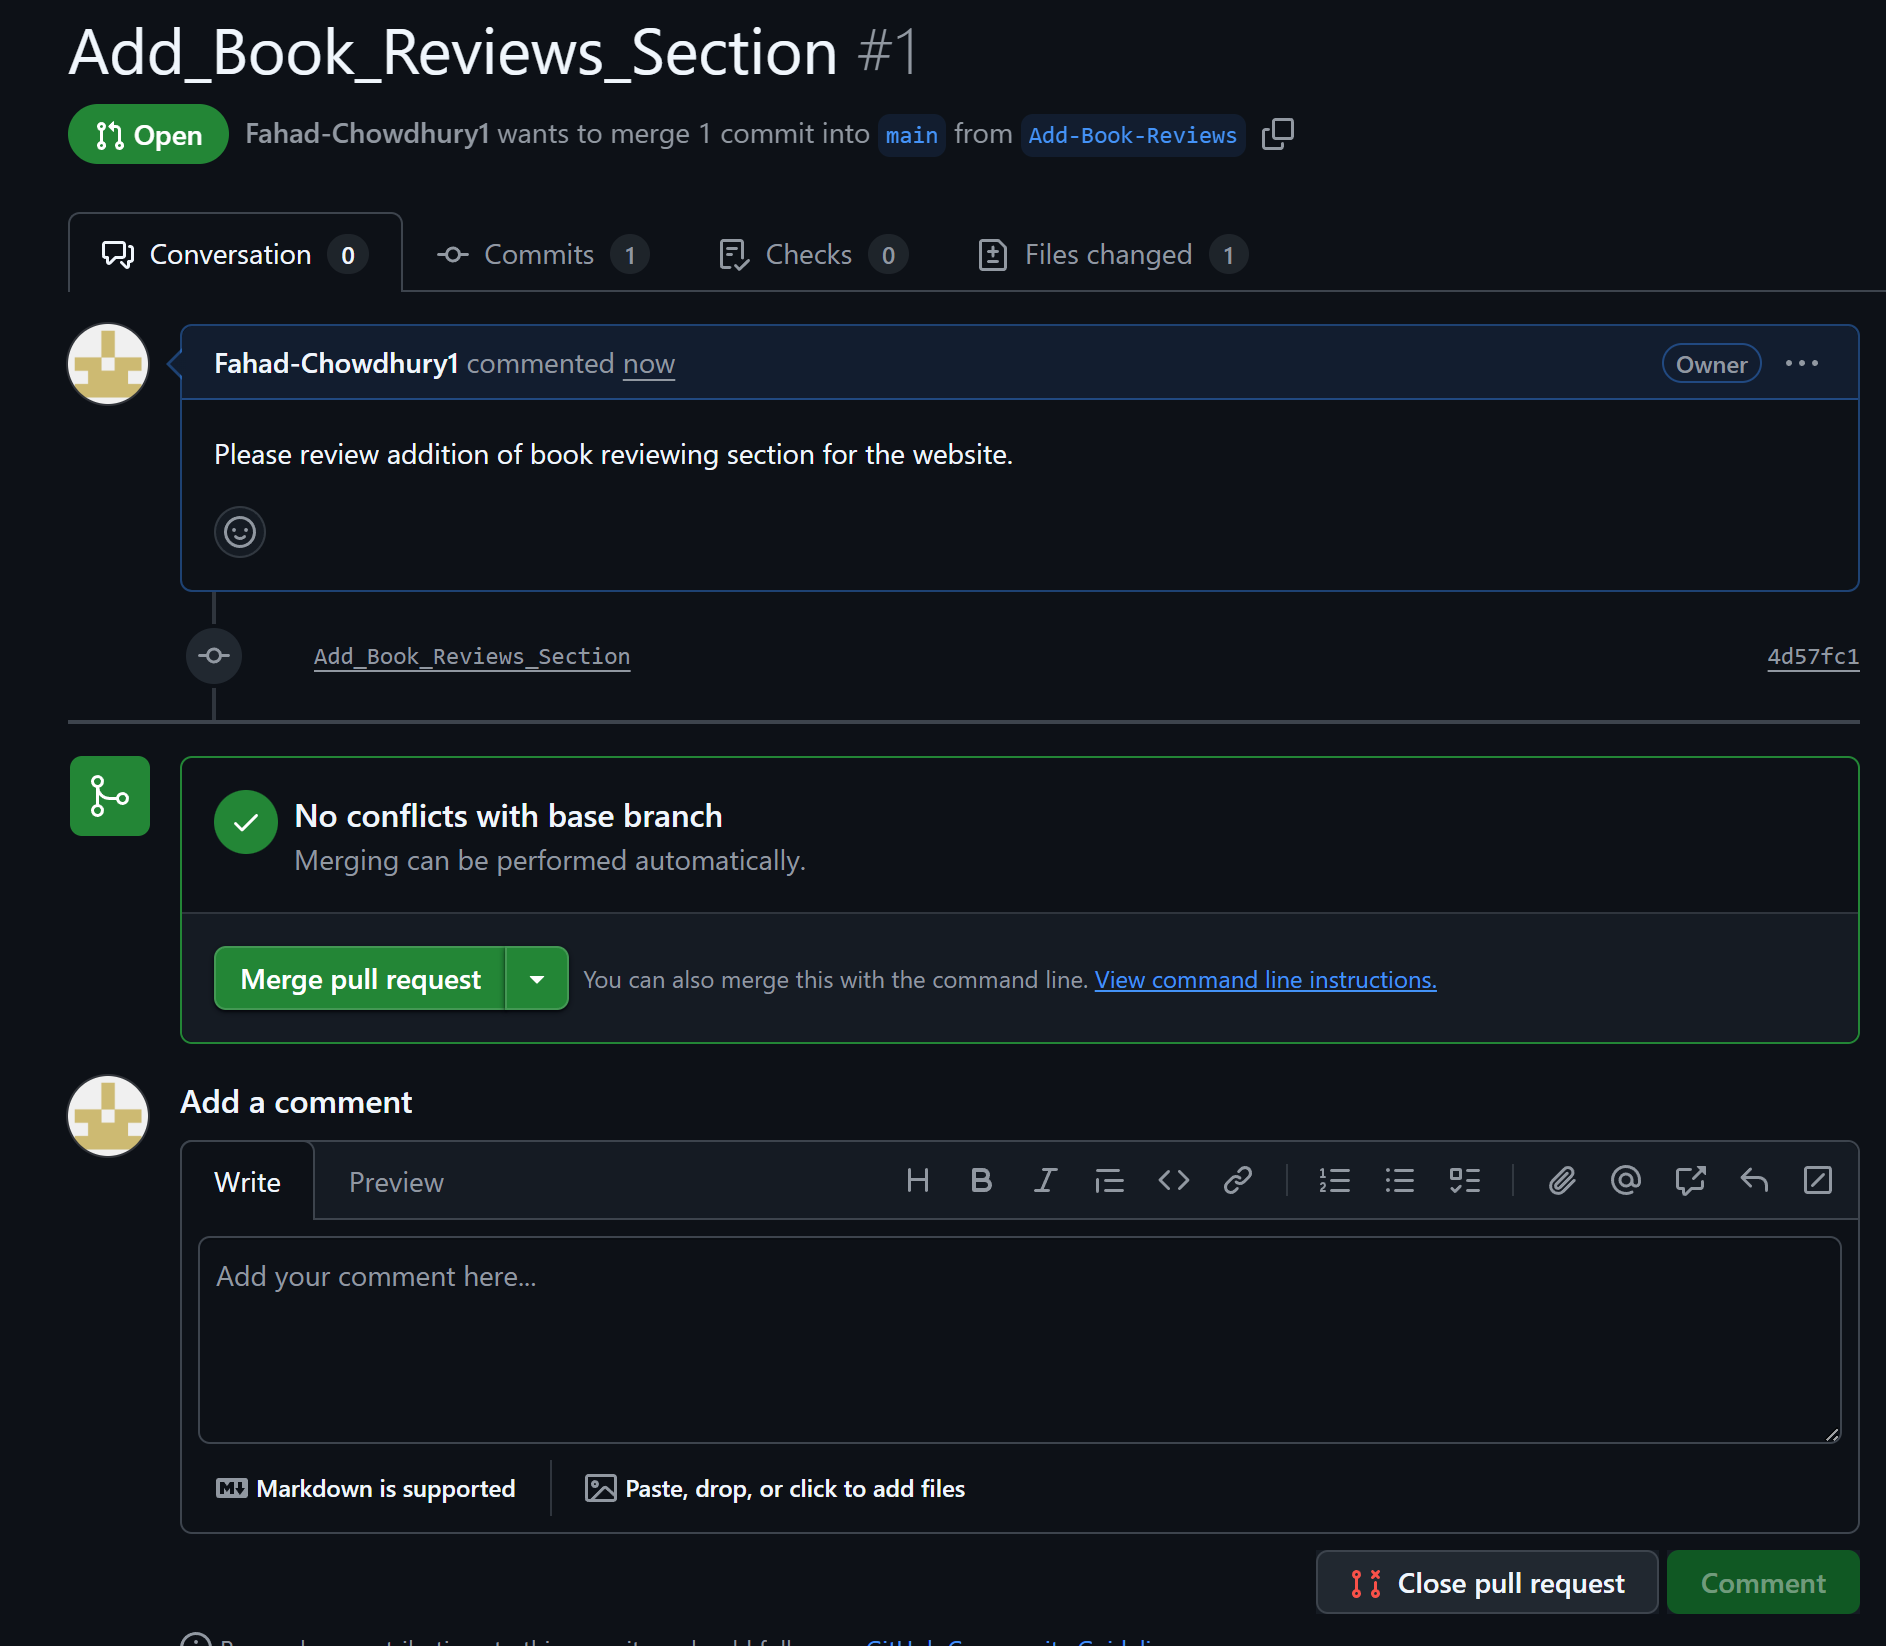 Add_Book_Reviews_Section #1
Open Fahad-Chowdhury1 wants to merge 1 commit into main from Add-Book-Reviews
Conversation 0 Commits 1 Checks 0 Files changed 1
Fahad-Chowdhury1 commented now Owner
Please review addition of book reviewing section for the website.
Add_Book_Reviews_Section 4d57fc1
No conflicts with base branch
Merging can be performed automatically.
Merge pull request You can also merge this with the command line. View command line instructions.
Add a comment
Write Preview
Add your comment here...
Markdown is supported Paste, drop, or click to add files
Close pull request Comment